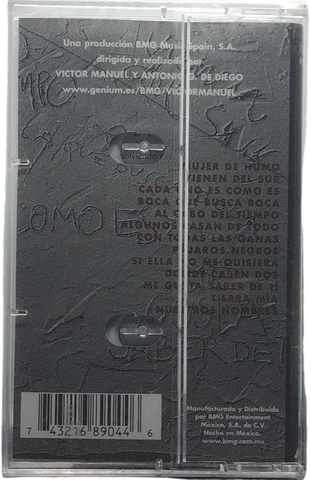 Una producción BMG Music Spain, S.A.
dirigida y realizada por
VICTOR MANUEL Y ANTONIO G. DE DIEGO
www.genium.es/BMG/VICTORMANUEL
MUJER DE HUMO
VIENEN DEL SUR
CADA UNO ES COMO ES
BOCA QUE BUSCA BOCA
AL CABO DEL TIEMPO
ALGUNOS PASAN DE TODO
CON TODAS LAS GANAS
PÁJAROS NEGROS
SI ELLA NO ME QUISIERA
DONDE CABEN DOS
ME GUSTA SABER DE TI
TIERRA MÍA
NUESTROS NOMBRES
COMO ES
SABER DE
Manufacturado y Distribuido
por BMG Entertainment
México, S.A. de C.V.
Hecho en México.
www.bmg.com.mx
7 43216 89044 6